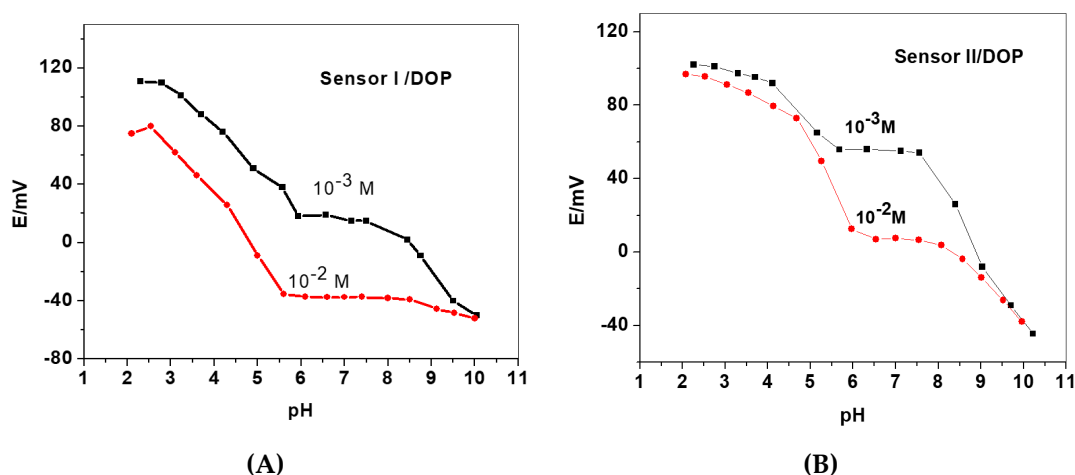 Sensor I /DOP
10⁻³ M
10⁻² M
E/mV
120
80
40
0
-40
-80
1 2 3 4 5 6 7 8 9 10 11
pH
(A)
Sensor II/DOP
10⁻³M
10⁻²M
E/mV
120
80
40
0
-40
1 2 3 4 5 6 7 8 9 10 11
pH
(B)